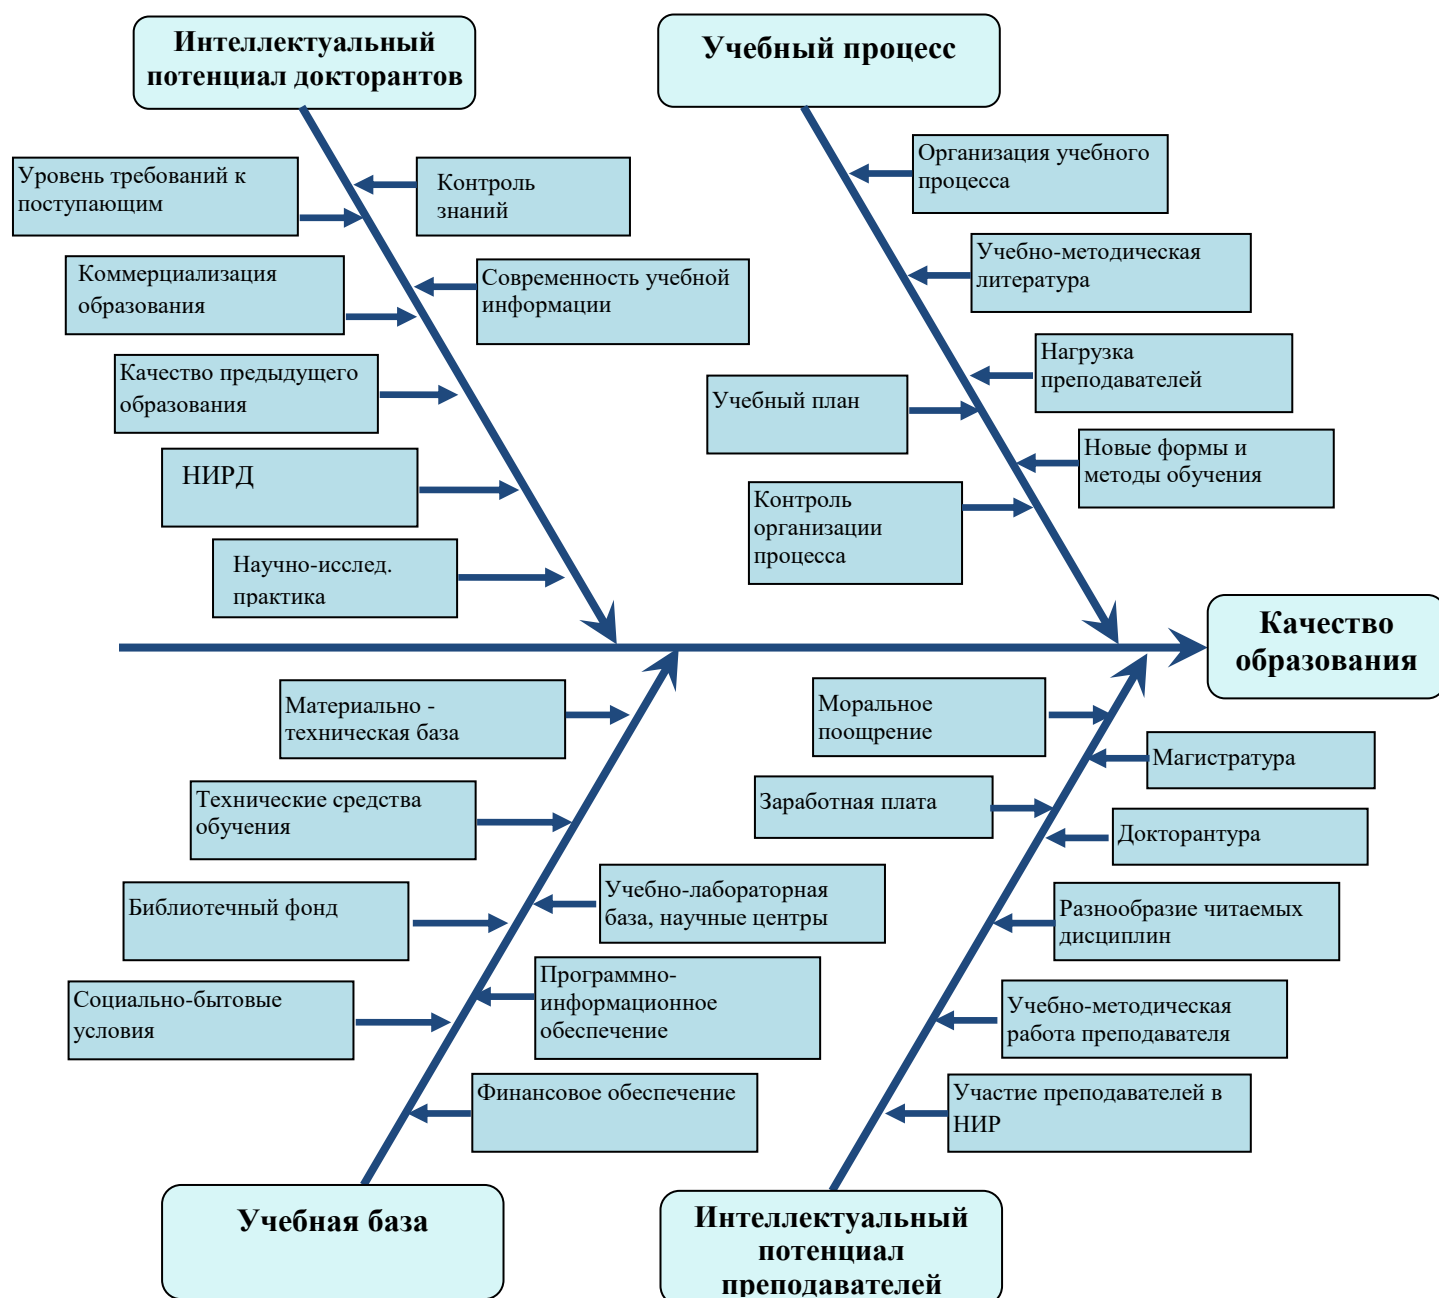 Интеллектуальный
потенциал докторантов
Учебный процесс
Уровень требований к
поступающим
Контроль
знаний
Коммерциализация
образования
Современность учебной
информации
Качество предыдущего
образования
НИРД
Научно-исслед.
практика
Организация учебного
процесса
Учебно-методическая
литература
Нагрузка
преподавателей
Учебный план
Новые формы и
методы обучения
Контроль
организации
процесса
Качество
образования
Материально -
техническая база
Технические средства
обучения
Библиотечный фонд
Учебно-лабораторная
база, научные центры
Социально-бытовые
условия
Программно-
информационное
обеспечение
Финансовое обеспечение
Моральное
поощрение
Магистратура
Заработная плата
Докторантура
Разнообразие читаемых
дисциплин
Учебно-методическая
работа преподавателя
Участие преподавателей в
НИР
Учебная база
Интеллектуальный
потенциал
преподавателей